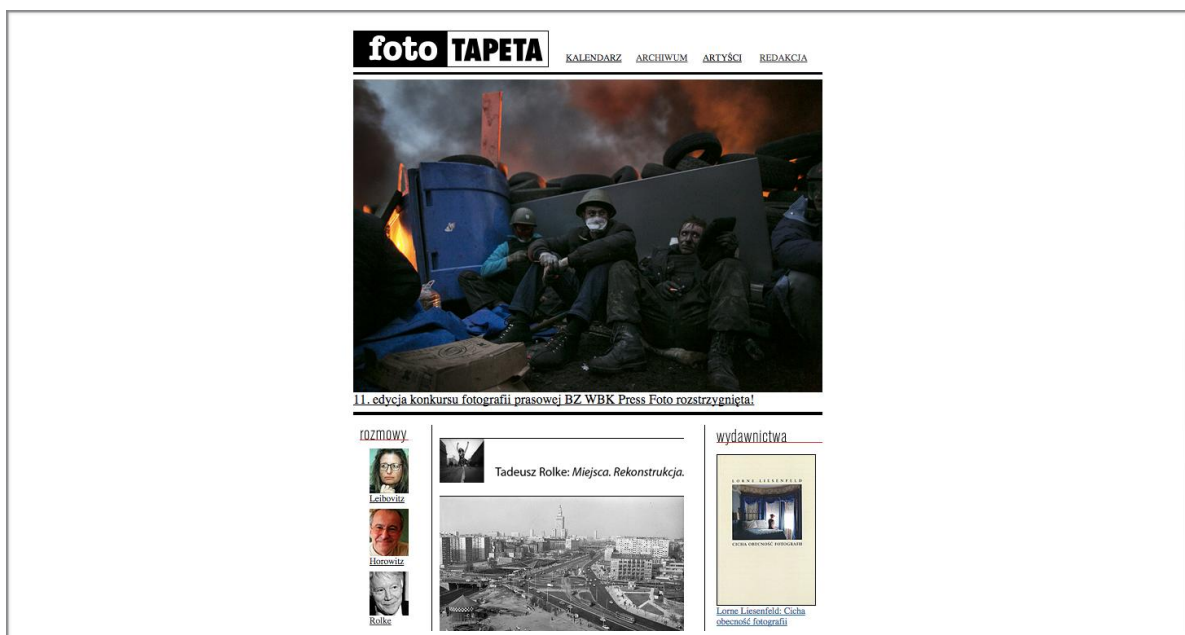 foto TAPETA
KALENDARZ ARCHIWUM ARTYŚCI REDAKCJA
11. edycja konkursu fotografii prasowej BZ WBK Press Foto rozstrzygnięta!
rozmowy
Leibovitz
Horowitz
Rolke
Tadeusz Rolke: Miejsca. Rekonstrukcja.
wydawnictwa
LORNE LIESENFELD
CICHA OBECNOŚĆ FOTOGRAFII
Lorne Liesenfeld: Cicha
obecność fotografii